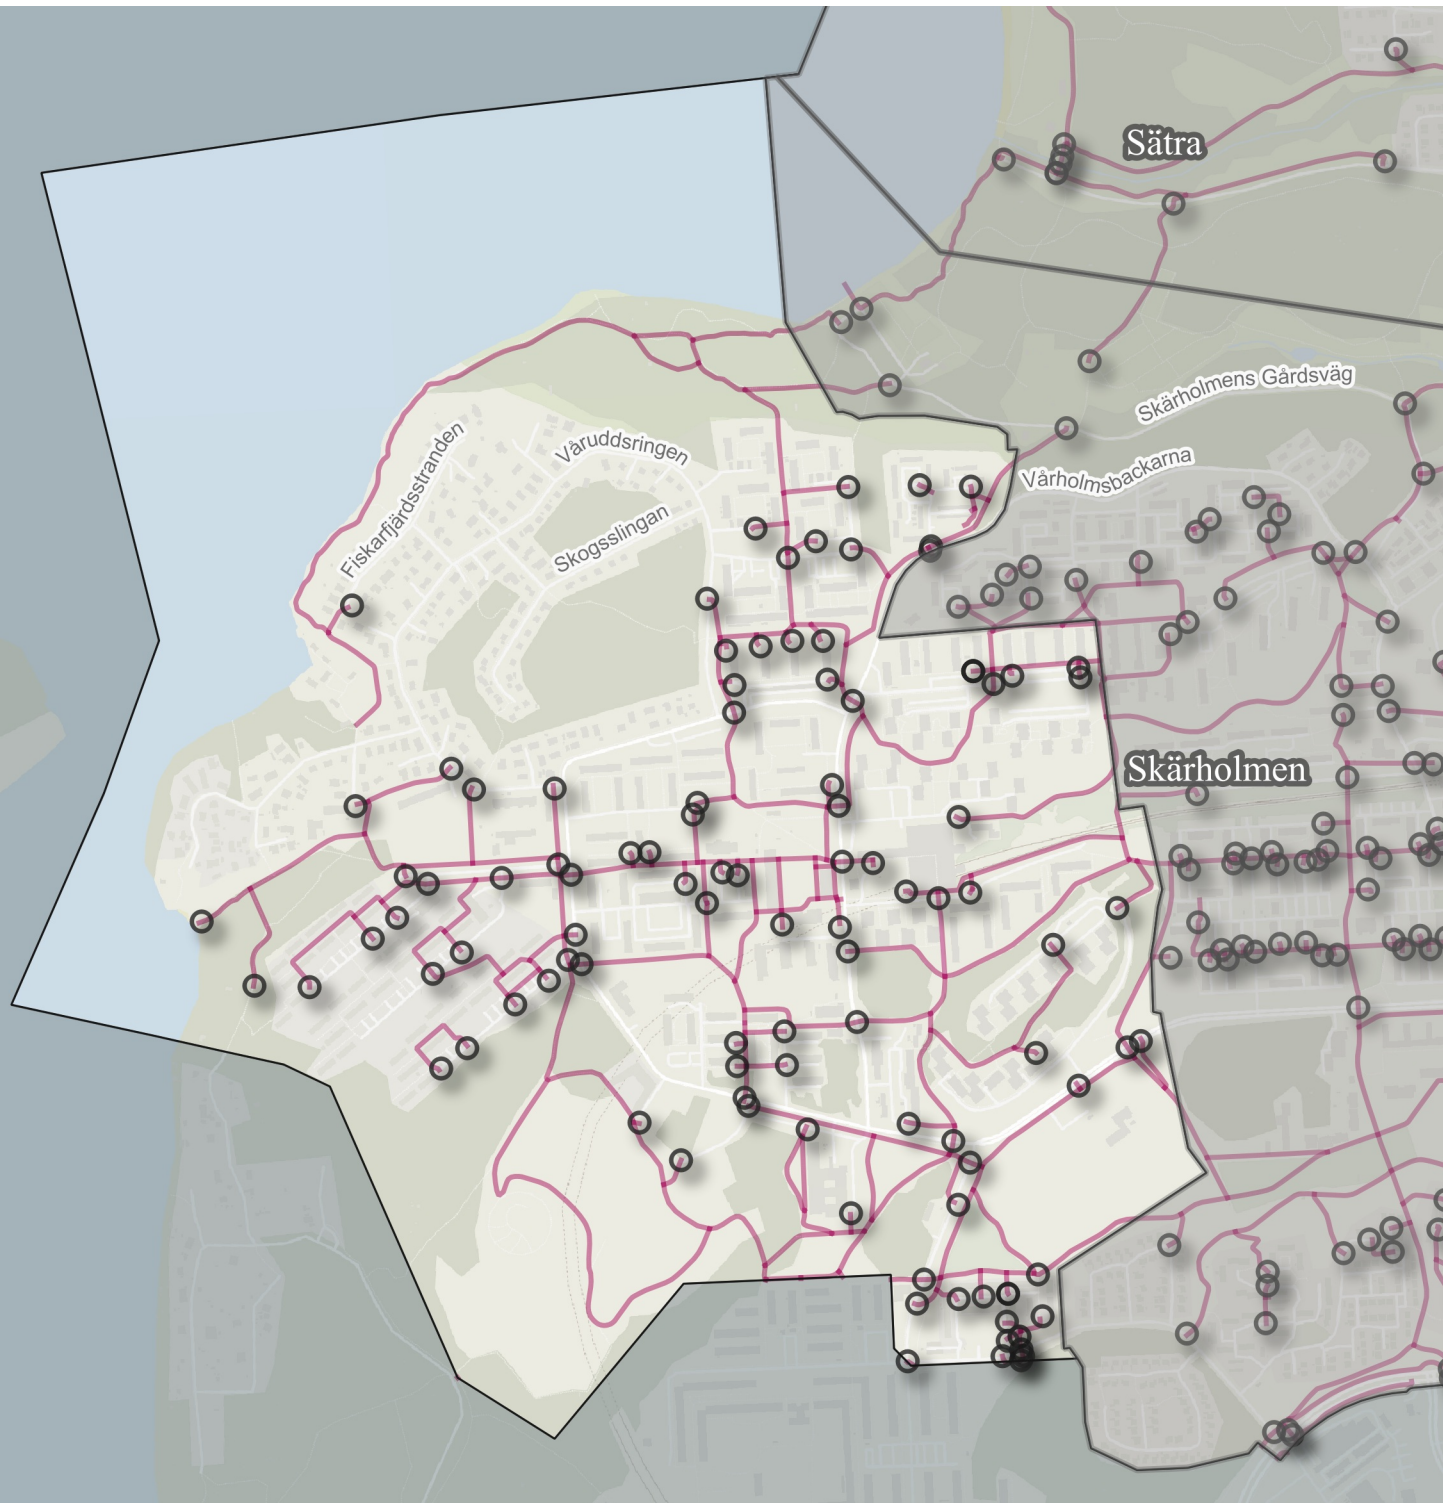 Sätra
Skärholmens Gårdsväg
Vårholmsbackarna
Våruddsringen
Fiskarfjärdsstranden
Skogsslingan
Skärholmen